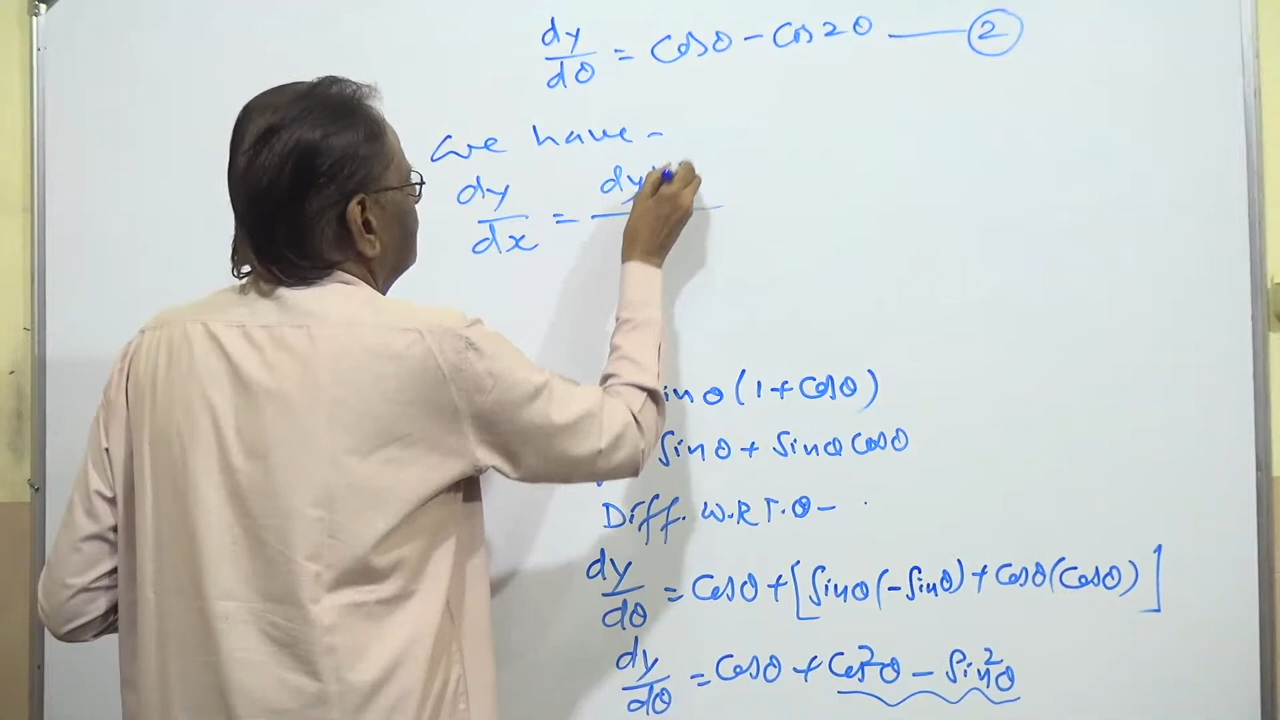 dy/dθ = Cosθ - Cos2θ —— ②
We have -
dy/dx = dy
inθ(1+Cosθ)
Sinθ + Sinθ Cosθ
Diff. W.R.T. θ -
dy/dθ = Cosθ + [Sinθ(-Sinθ) + Cosθ(Cosθ)]
dy/dθ = Cosθ + Cos²θ - Sin²θ